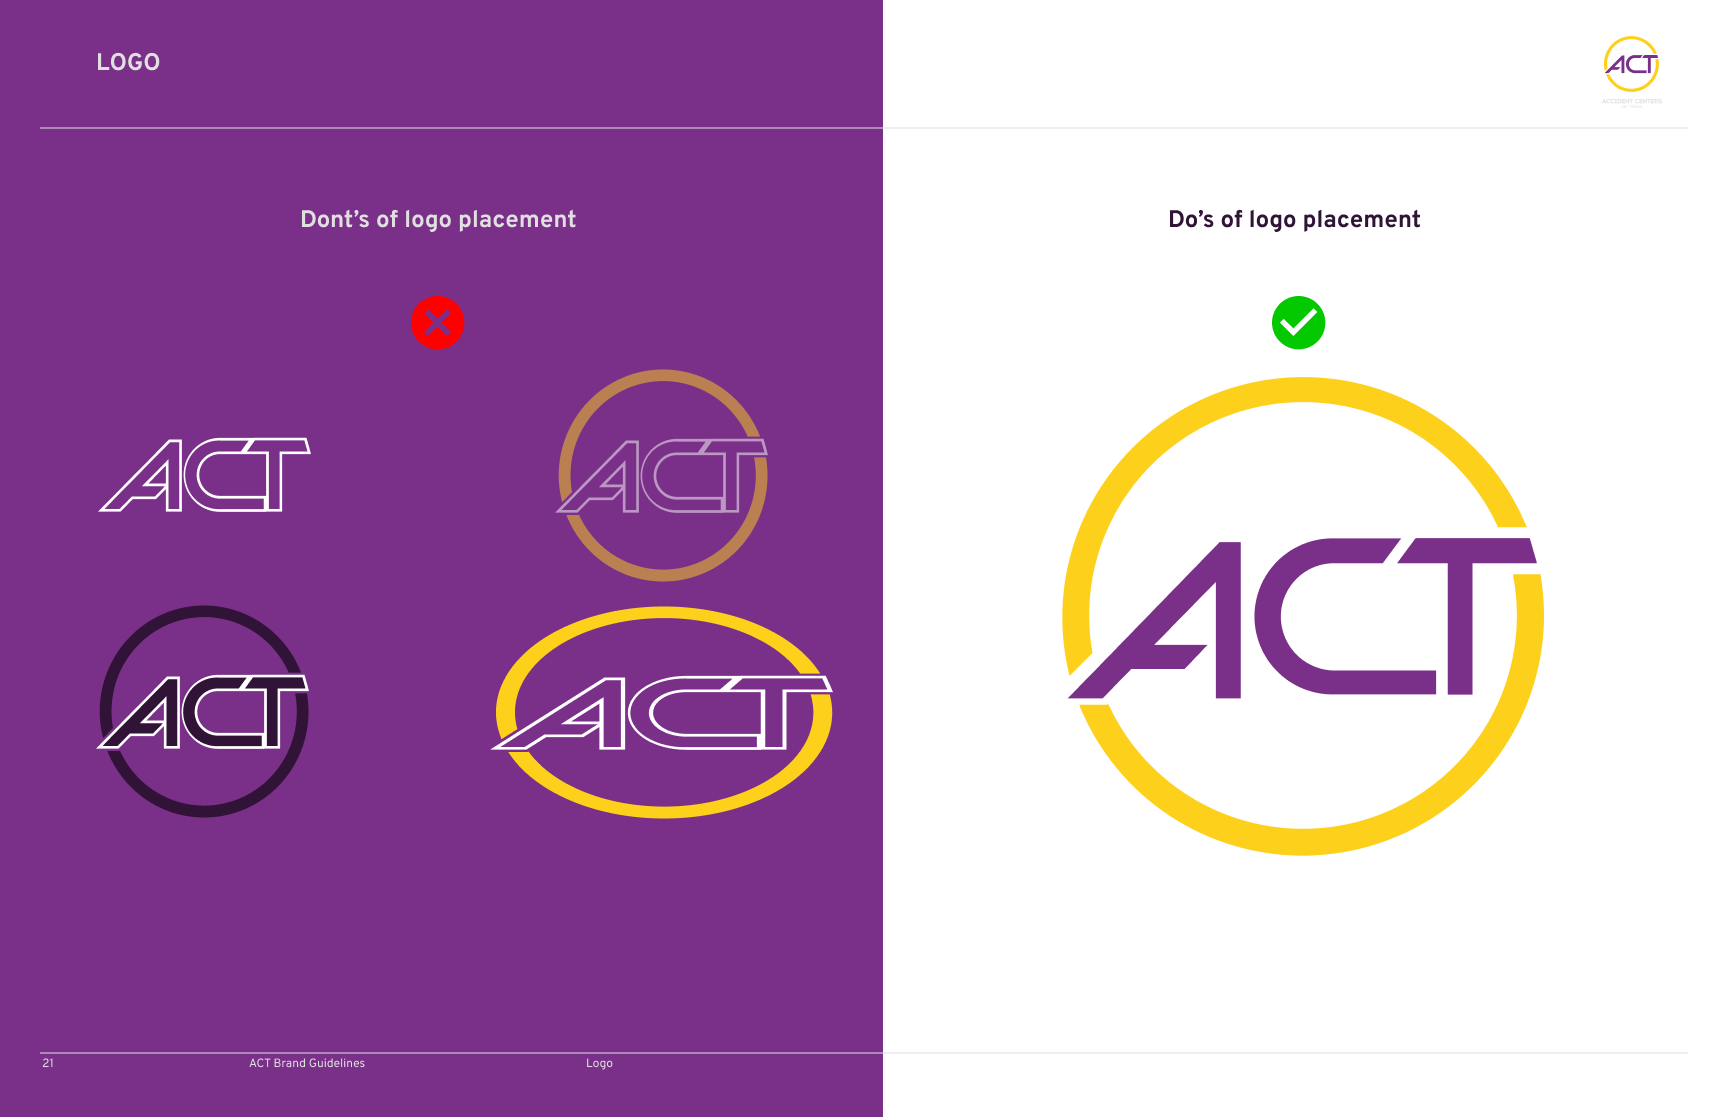 LOGO
ACT
ACCIDENT CENTERS
Dont's of logo placement
Do's of logo placement
ACT
ACT
ACT
ACT
ACT
21
ACT Brand Guidelines
Logo